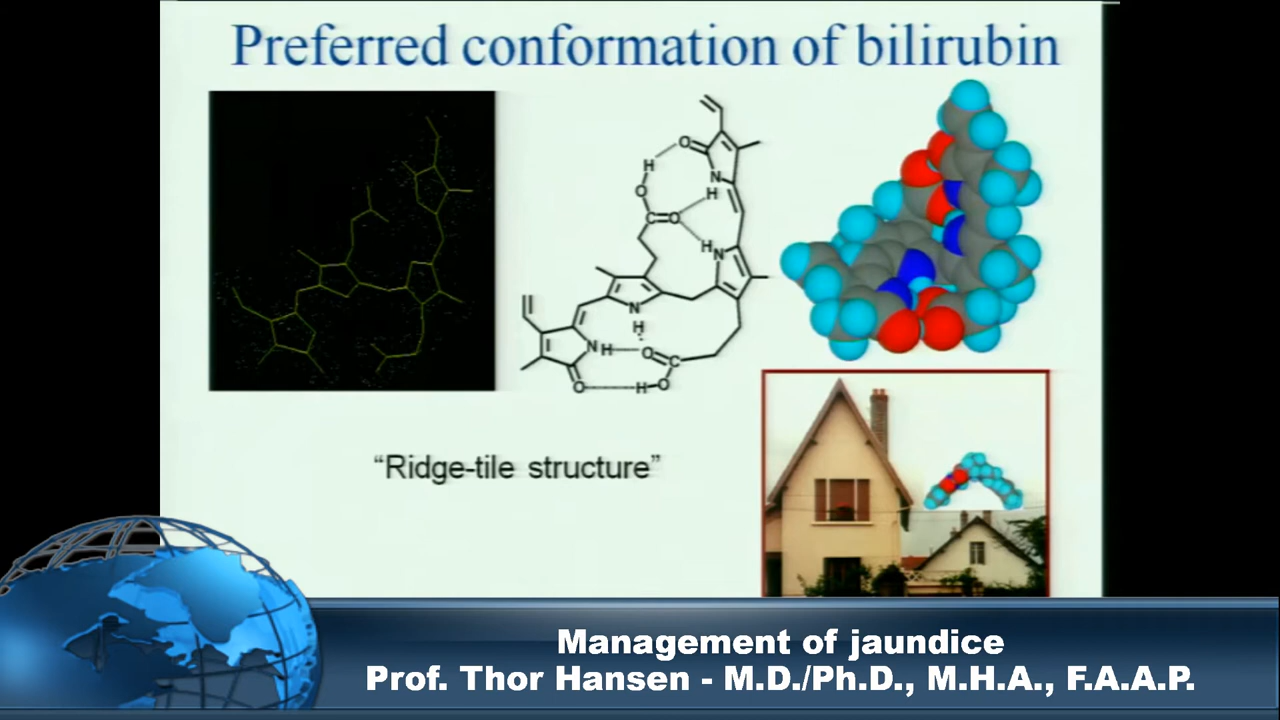 Preferred conformation of bilirubin
O
H
N
O
H
C=O
H
N
N
H
N H
O
C
O
H-O
“Ridge-tile structure”
Management of jaundice
Prof. Thor Hansen - M.D./Ph.D., M.H.A., F.A.A.P.